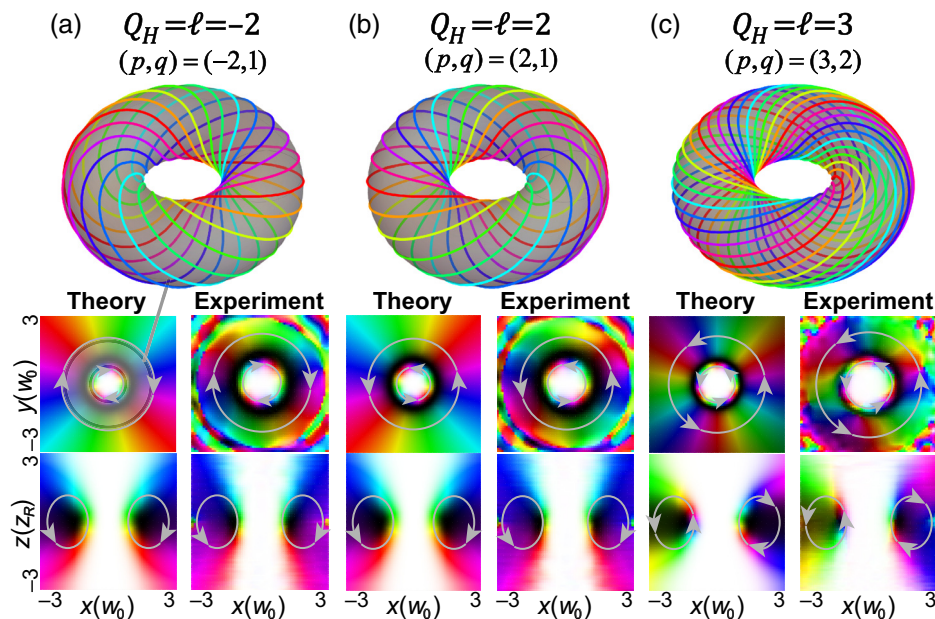 (a) Q_H=ℓ=−2
(p,q)=(−2,1)
(b) Q_H=ℓ=2
(p,q)=(2,1)
(c) Q_H=ℓ=3
(p,q)=(3,2)
Theory Experiment Theory Experiment Theory Experiment
3
y(w₀)
−3
3
z(z_R)
−3
−3 3 −3 3 −3 3
x(w₀) x(w₀) x(w₀) x(w₀) x(w₀) x(w₀)